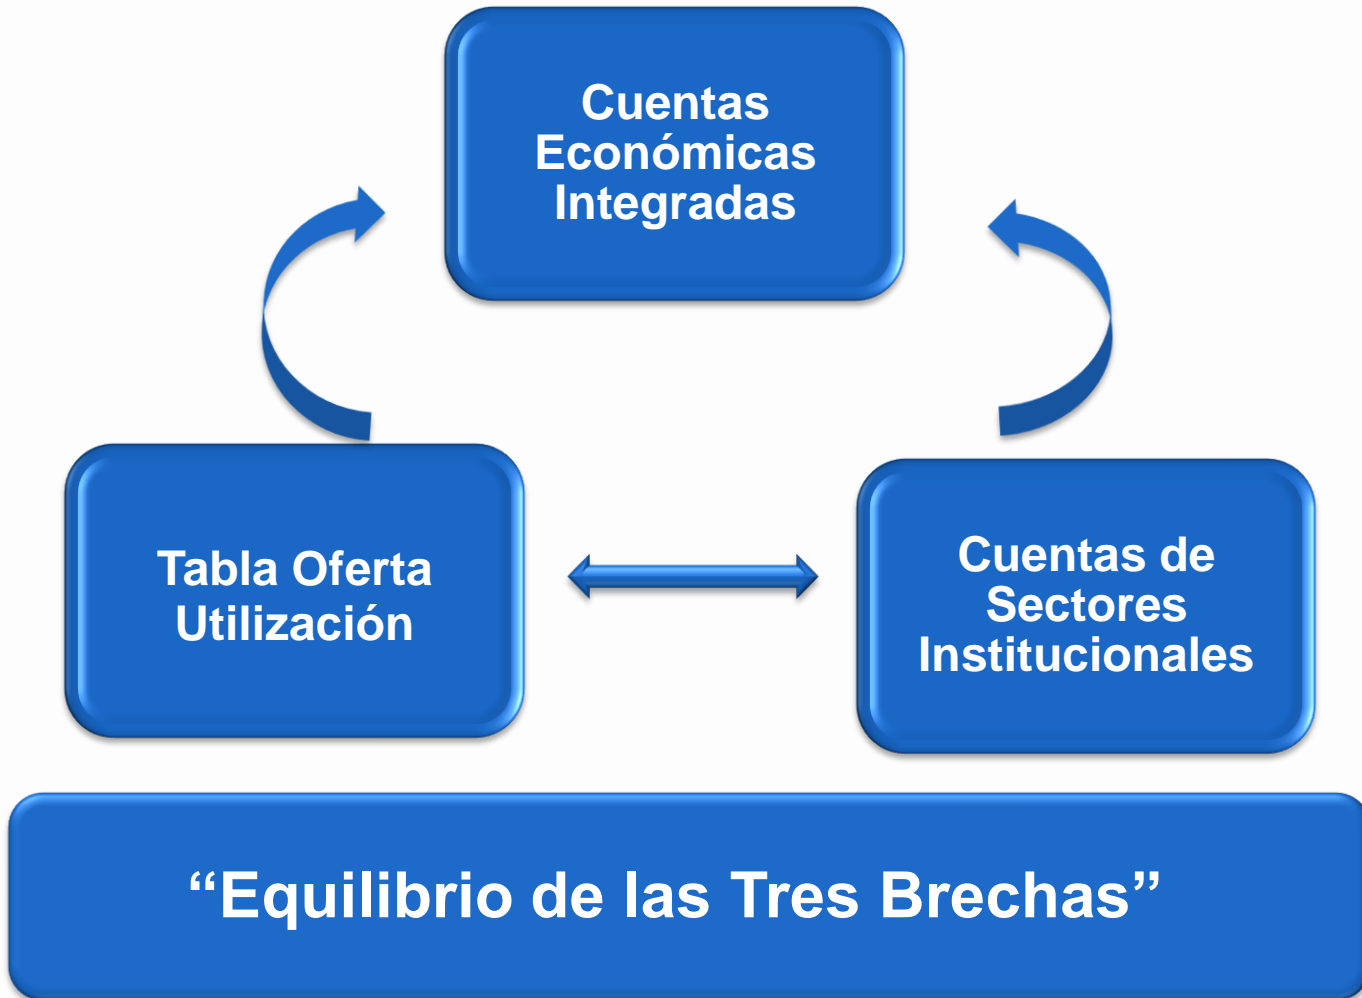 Cuentas
Económicas
Integradas
Tabla Oferta
Utilización
Cuentas de
Sectores
Institucionales
“Equilibrio de las Tres Brechas”